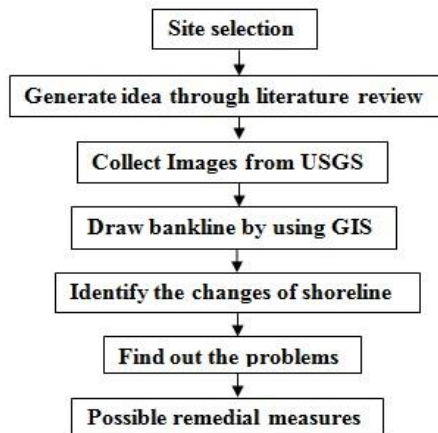 Site selection
Generate idea through literature review
Collect Images from USGS
Draw bankline by using GIS
Identify the changes of shoreline
Find out the problems
Possible remedial measures